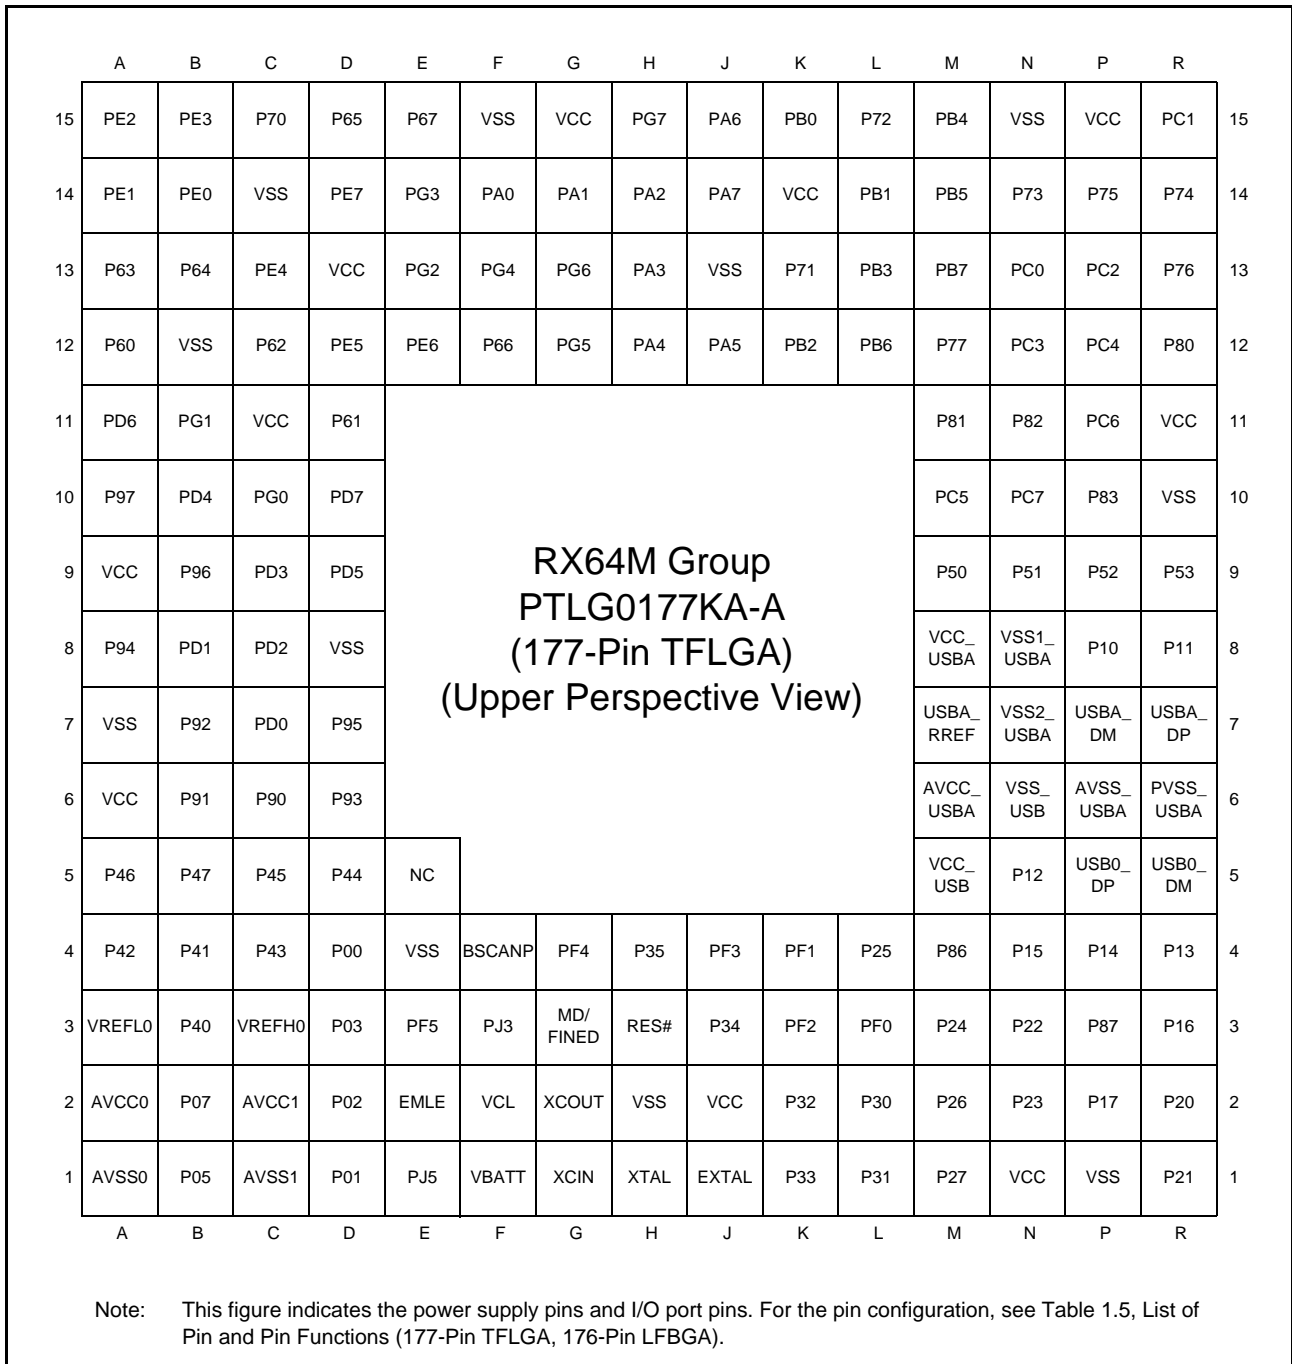 A B C D E F G H J K L M N P R
15 PE2 PE3 P70 P65 P67 VSS VCC PG7 PA6 PB0 P72 PB4 VSS VCC PC1 15
14 PE1 PE0 VSS PE7 PG3 PA0 PA1 PA2 PA7 VCC PB1 PB5 P73 P75 P74 14
13 P63 P64 PE4 VCC PG2 PG4 PG6 PA3 VSS P71 PB3 PB7 PC0 PC2 P76 13
12 P60 VSS P62 PE5 PE6 P66 PG5 PA4 PA5 PB2 PB6 P77 PC3 PC4 P80 12
11 PD6 PG1 VCC P61 P81 P82 PC6 VCC 11
10 P97 PD4 PG0 PD7 PC5 PC7 P83 VSS 10
9 VCC P96 PD3 PD5 P50 P51 P52 P53 9
RX64M Group
PTLG0177KA-A
(177-Pin TFLGA)
(Upper Perspective View)
8 P94 PD1 PD2 VSS VCC_ USBA VSS1_ USBA P10 P11 8
7 VSS P92 PD0 P95 USBA_ RREF VSS2_ USBA USBA_ DM USBA_ DP 7
6 VCC P91 P90 P93 AVCC_ USBA VSS_ USB AVSS_ USBA PVSS_ USBA 6
5 P46 P47 P45 P44 NC VCC_ USB P12 USB0_ DP USB0_ DM 5
4 P42 P41 P43 P00 VSS BSCANP PF4 P35 PF3 PF1 P25 P86 P15 P14 P13 4
3 VREFL0 P40 VREFH0 P03 PF5 PJ3 MD/ FINED RES# P34 PF2 PF0 P24 P22 P87 P16 3
2 AVCC0 P07 AVCC1 P02 EMLE VCL XCOUT VSS VCC P32 P30 P26 P23 P17 P20 2
1 AVSS0 P05 AVSS1 P01 PJ5 VBATT XCIN XTAL EXTAL P33 P31 P27 VCC VSS P21 1
A B C D E F G H J K L M N P R
Note: This figure indicates the power supply pins and I/O port pins. For the pin configuration, see Table 1.5, List of
Pin and Pin Functions (177-Pin TFLGA, 176-Pin LFBGA).